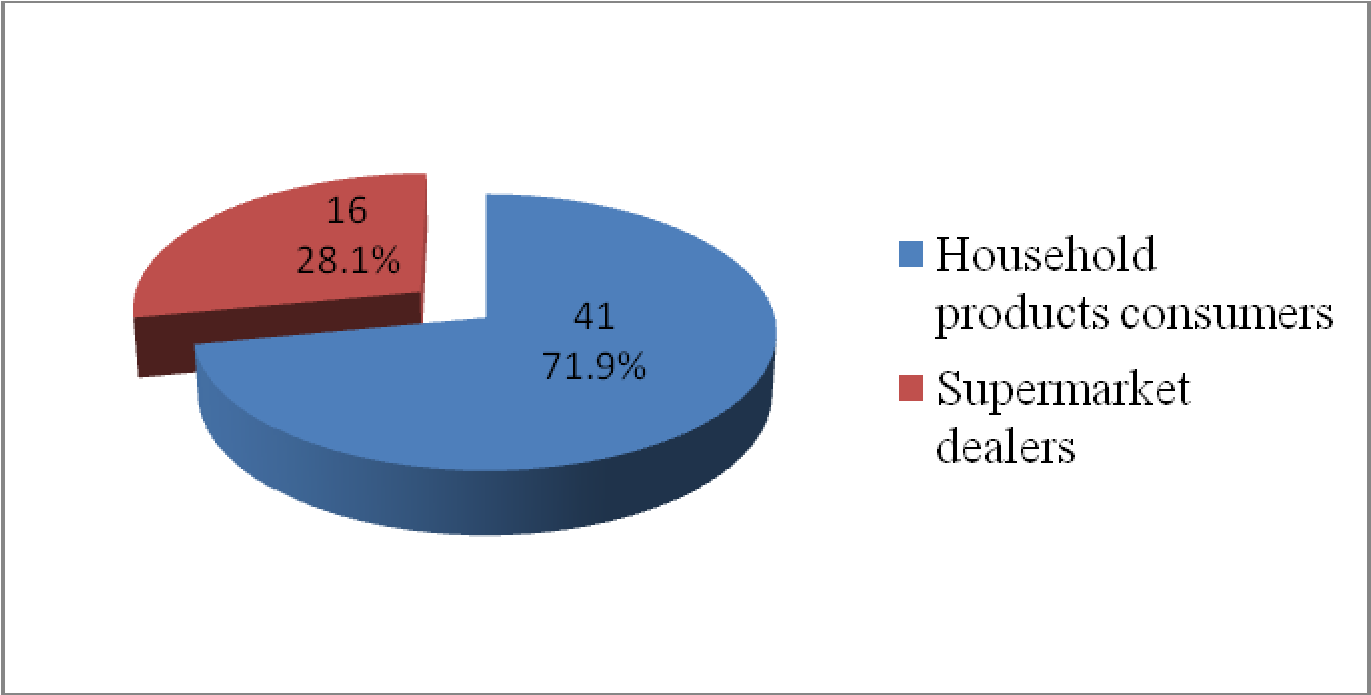 16
28.1%
41
71.9%
Household
products consumers
Supermarket
dealers